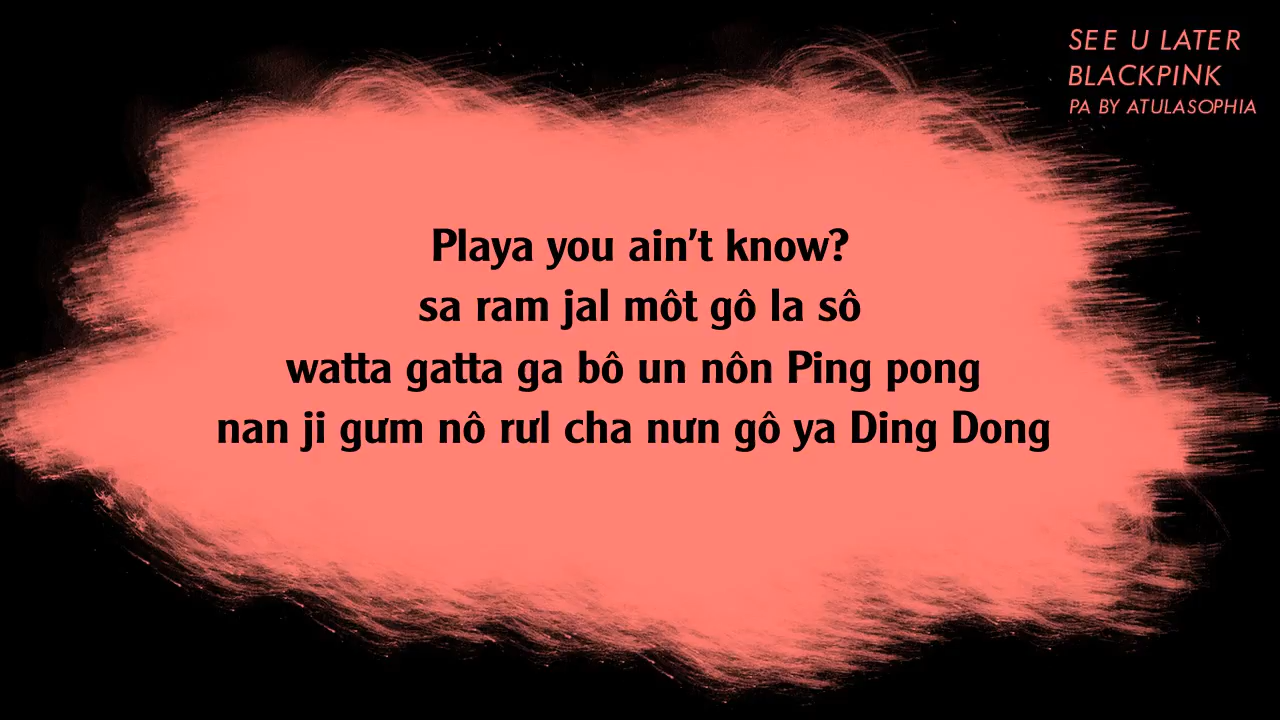 SEE U LATER
BLACKPINK
PA BY ATULASOPHIA
Playa you ain’t know?
sa ram jal môt gô la sô
watta gatta ga bô un nôn Ping pong
nan ji gưm nô rưl cha nưn gô ya Ding Dong